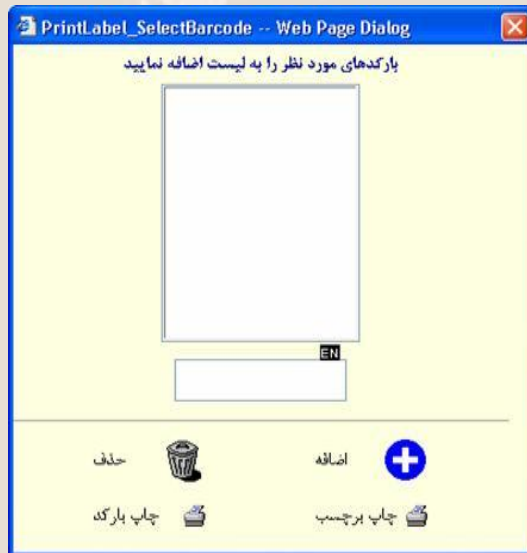 PrintLabel_SelectBarcode -- Web Page Dialog
بارکدهای مورد نظر را به لیست اضافه نمایید
EN
اضافه
حذف
چاپ برچسب
چاپ بارکد